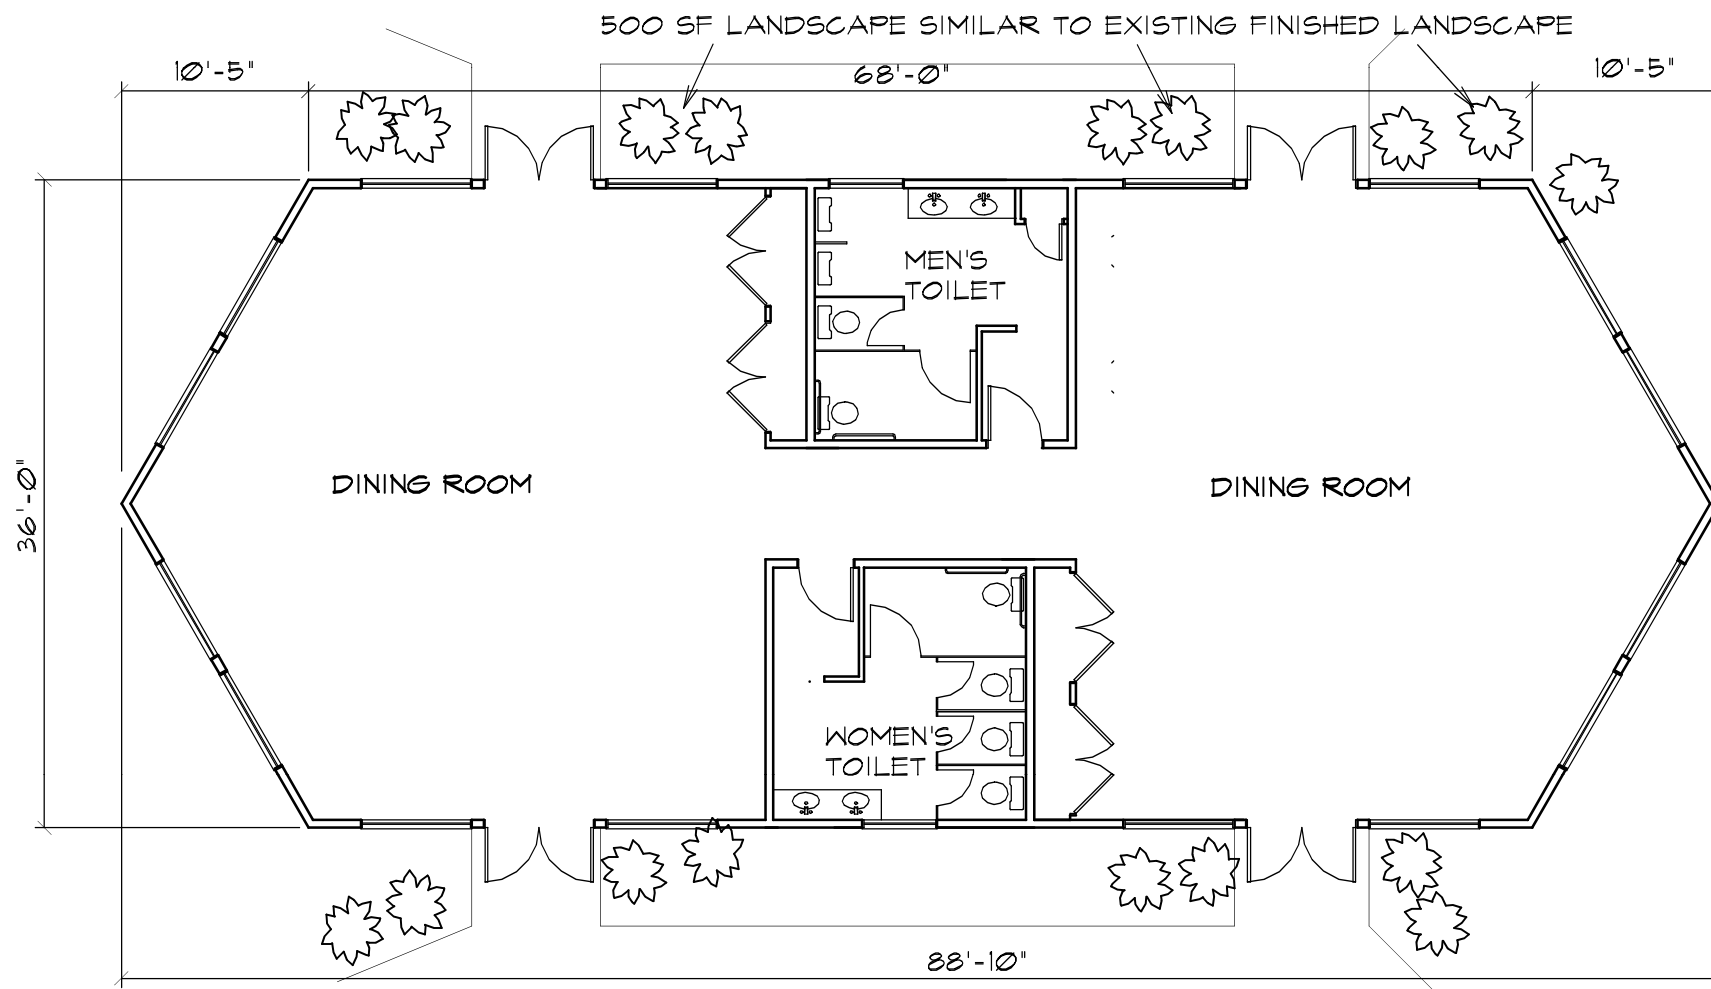 500 SF LANDSCAPE SIMILAR TO EXISTING FINISHED LANDSCAPE
10'-5" 68'-0" 10'-5"
MEN'S
TOILET
36'-0"
DINING ROOM DINING ROOM
WOMEN'S
TOILET
88'-10"